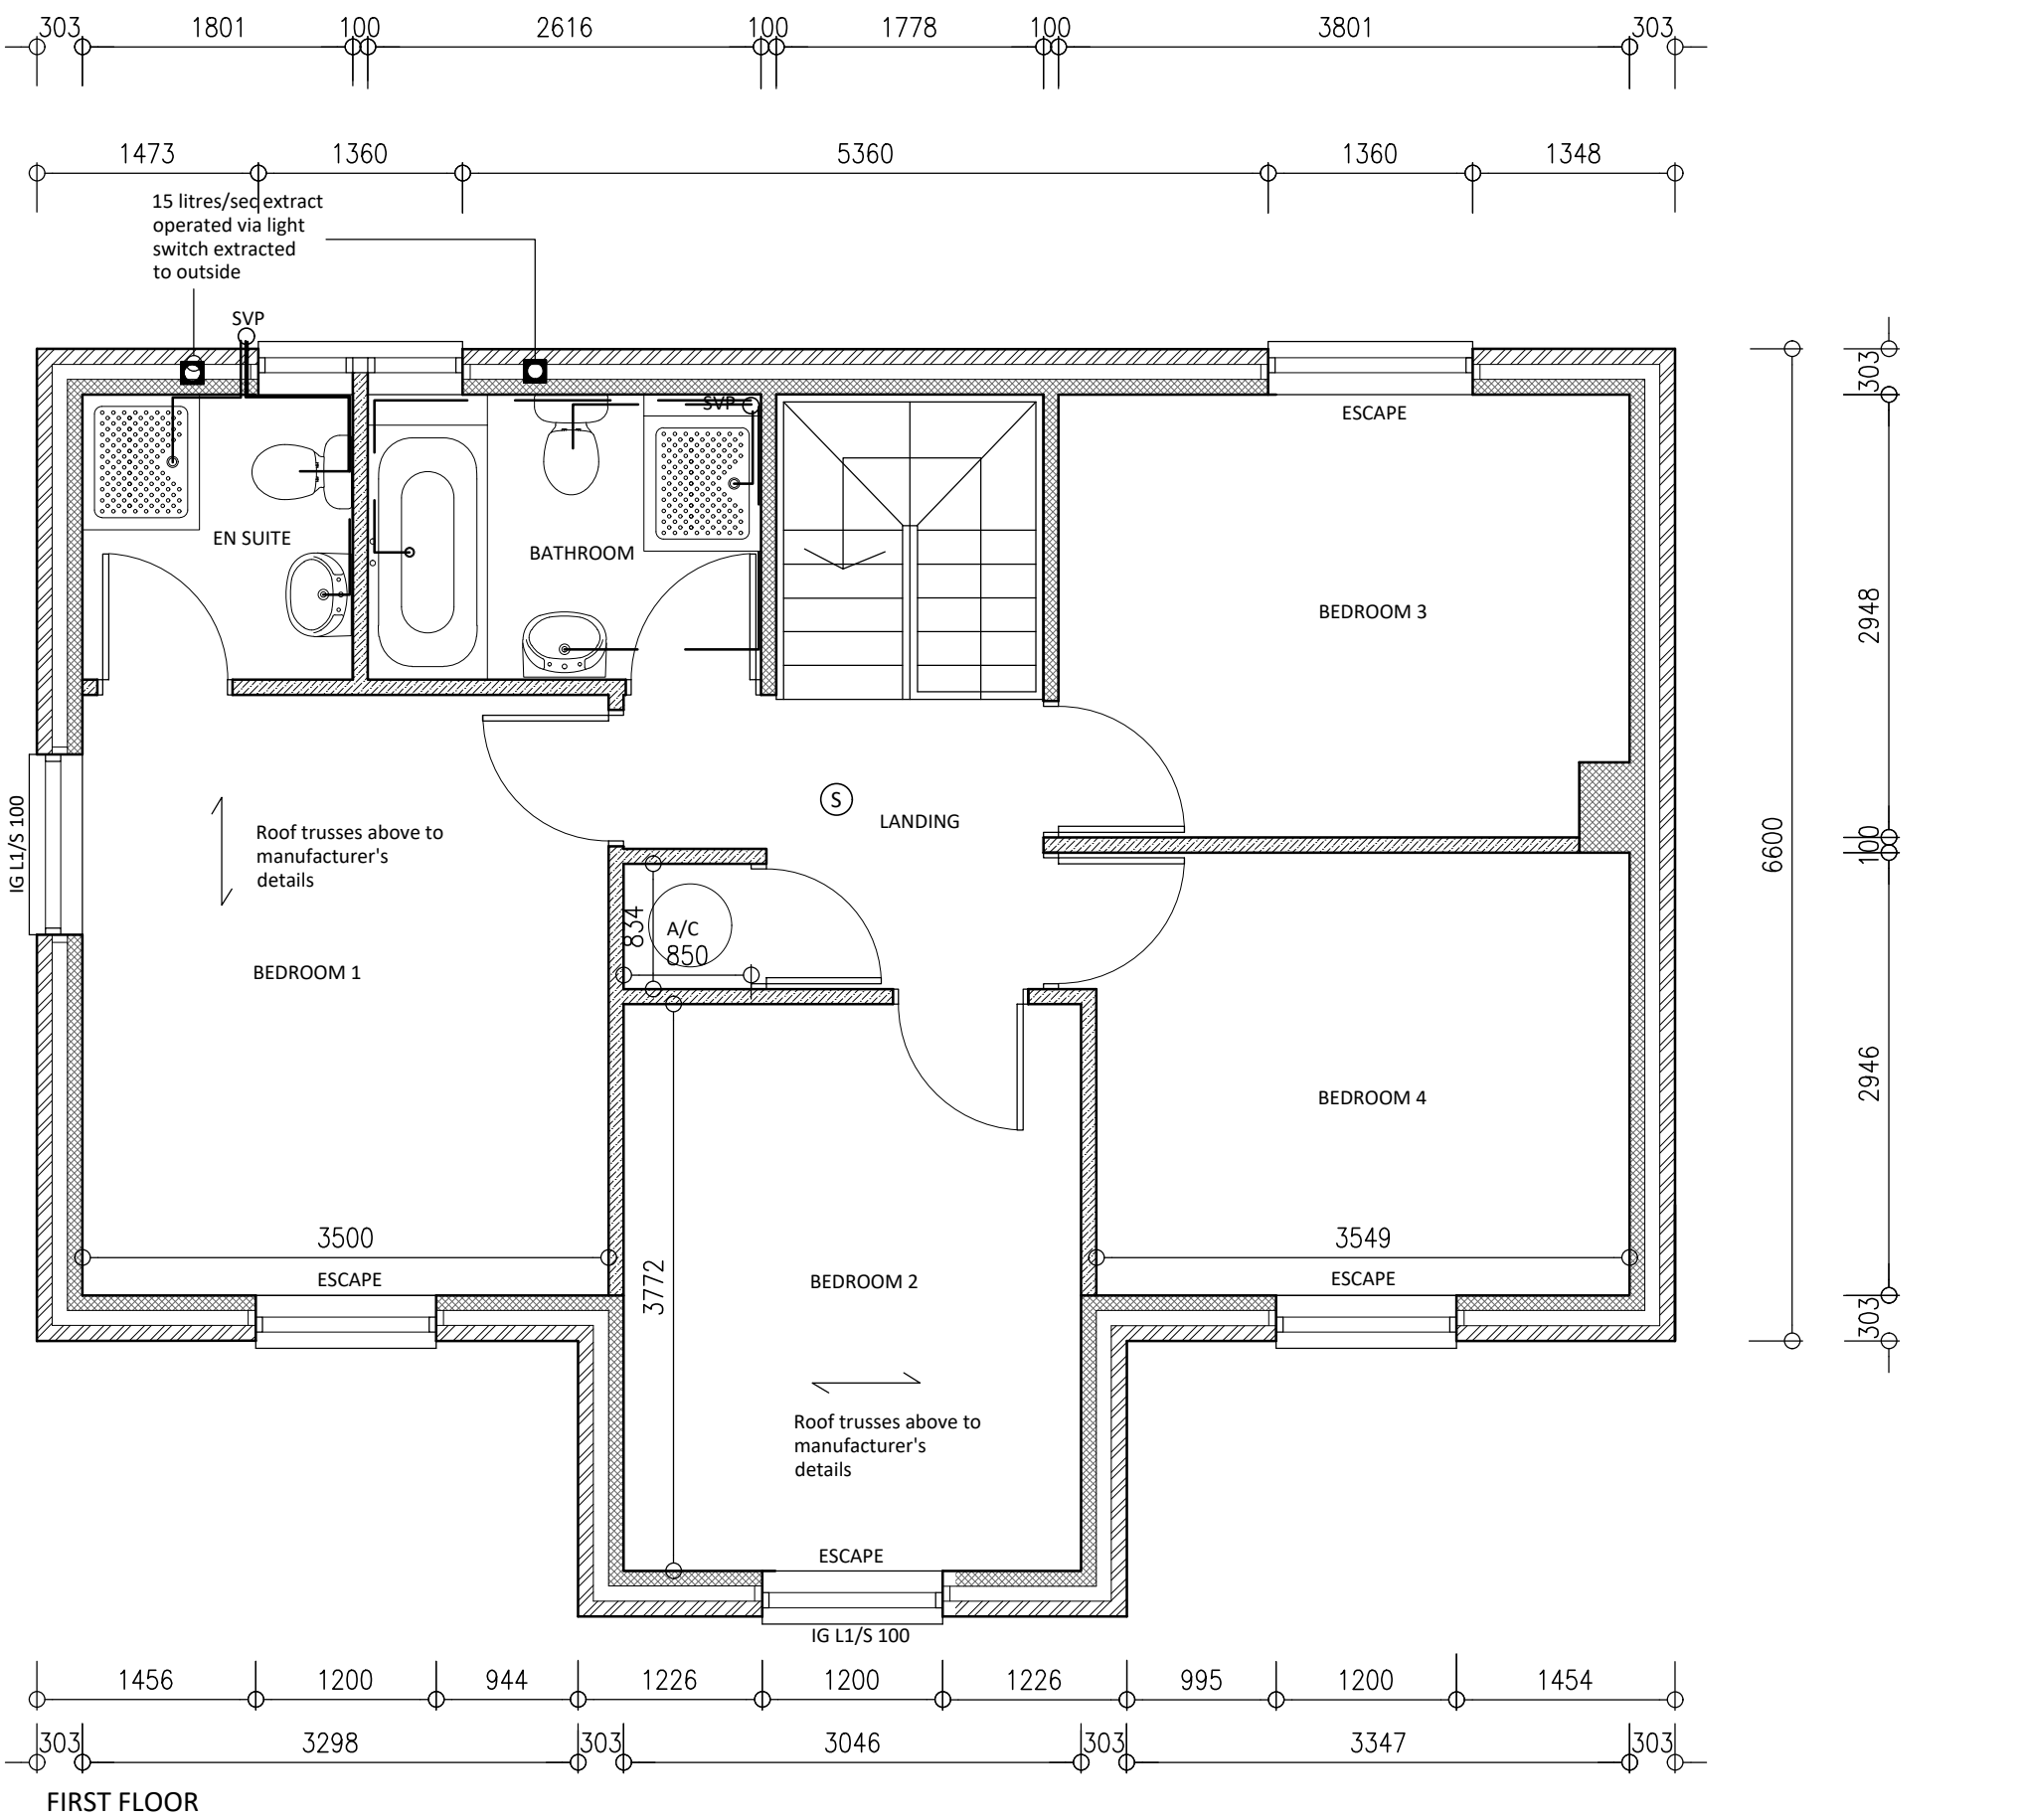 303 1801 100 2616 100 1778 100 3801 303
1473 1360 5360 1360 1348
15 litres/sec extract
operated via light
switch extracted
to outside
SVP
303
ESCAPE
SVP
EN SUITE
BATHROOM
BEDROOM 3
2948
S
LANDING
IG L1/S 100
Roof trusses above to
manufacturer's
details
100
6600
834
A/C
850
BEDROOM 1
2946
BEDROOM 4
3500
3549
ESCAPE
ESCAPE
3772
BEDROOM 2
303
Roof trusses above to
manufacturer's
details
ESCAPE
IG L1/S 100
1456 1200 944 1226 1200 1226 995 1200 1454
303 3298 303 3046 303 3347 303
FIRST FLOOR